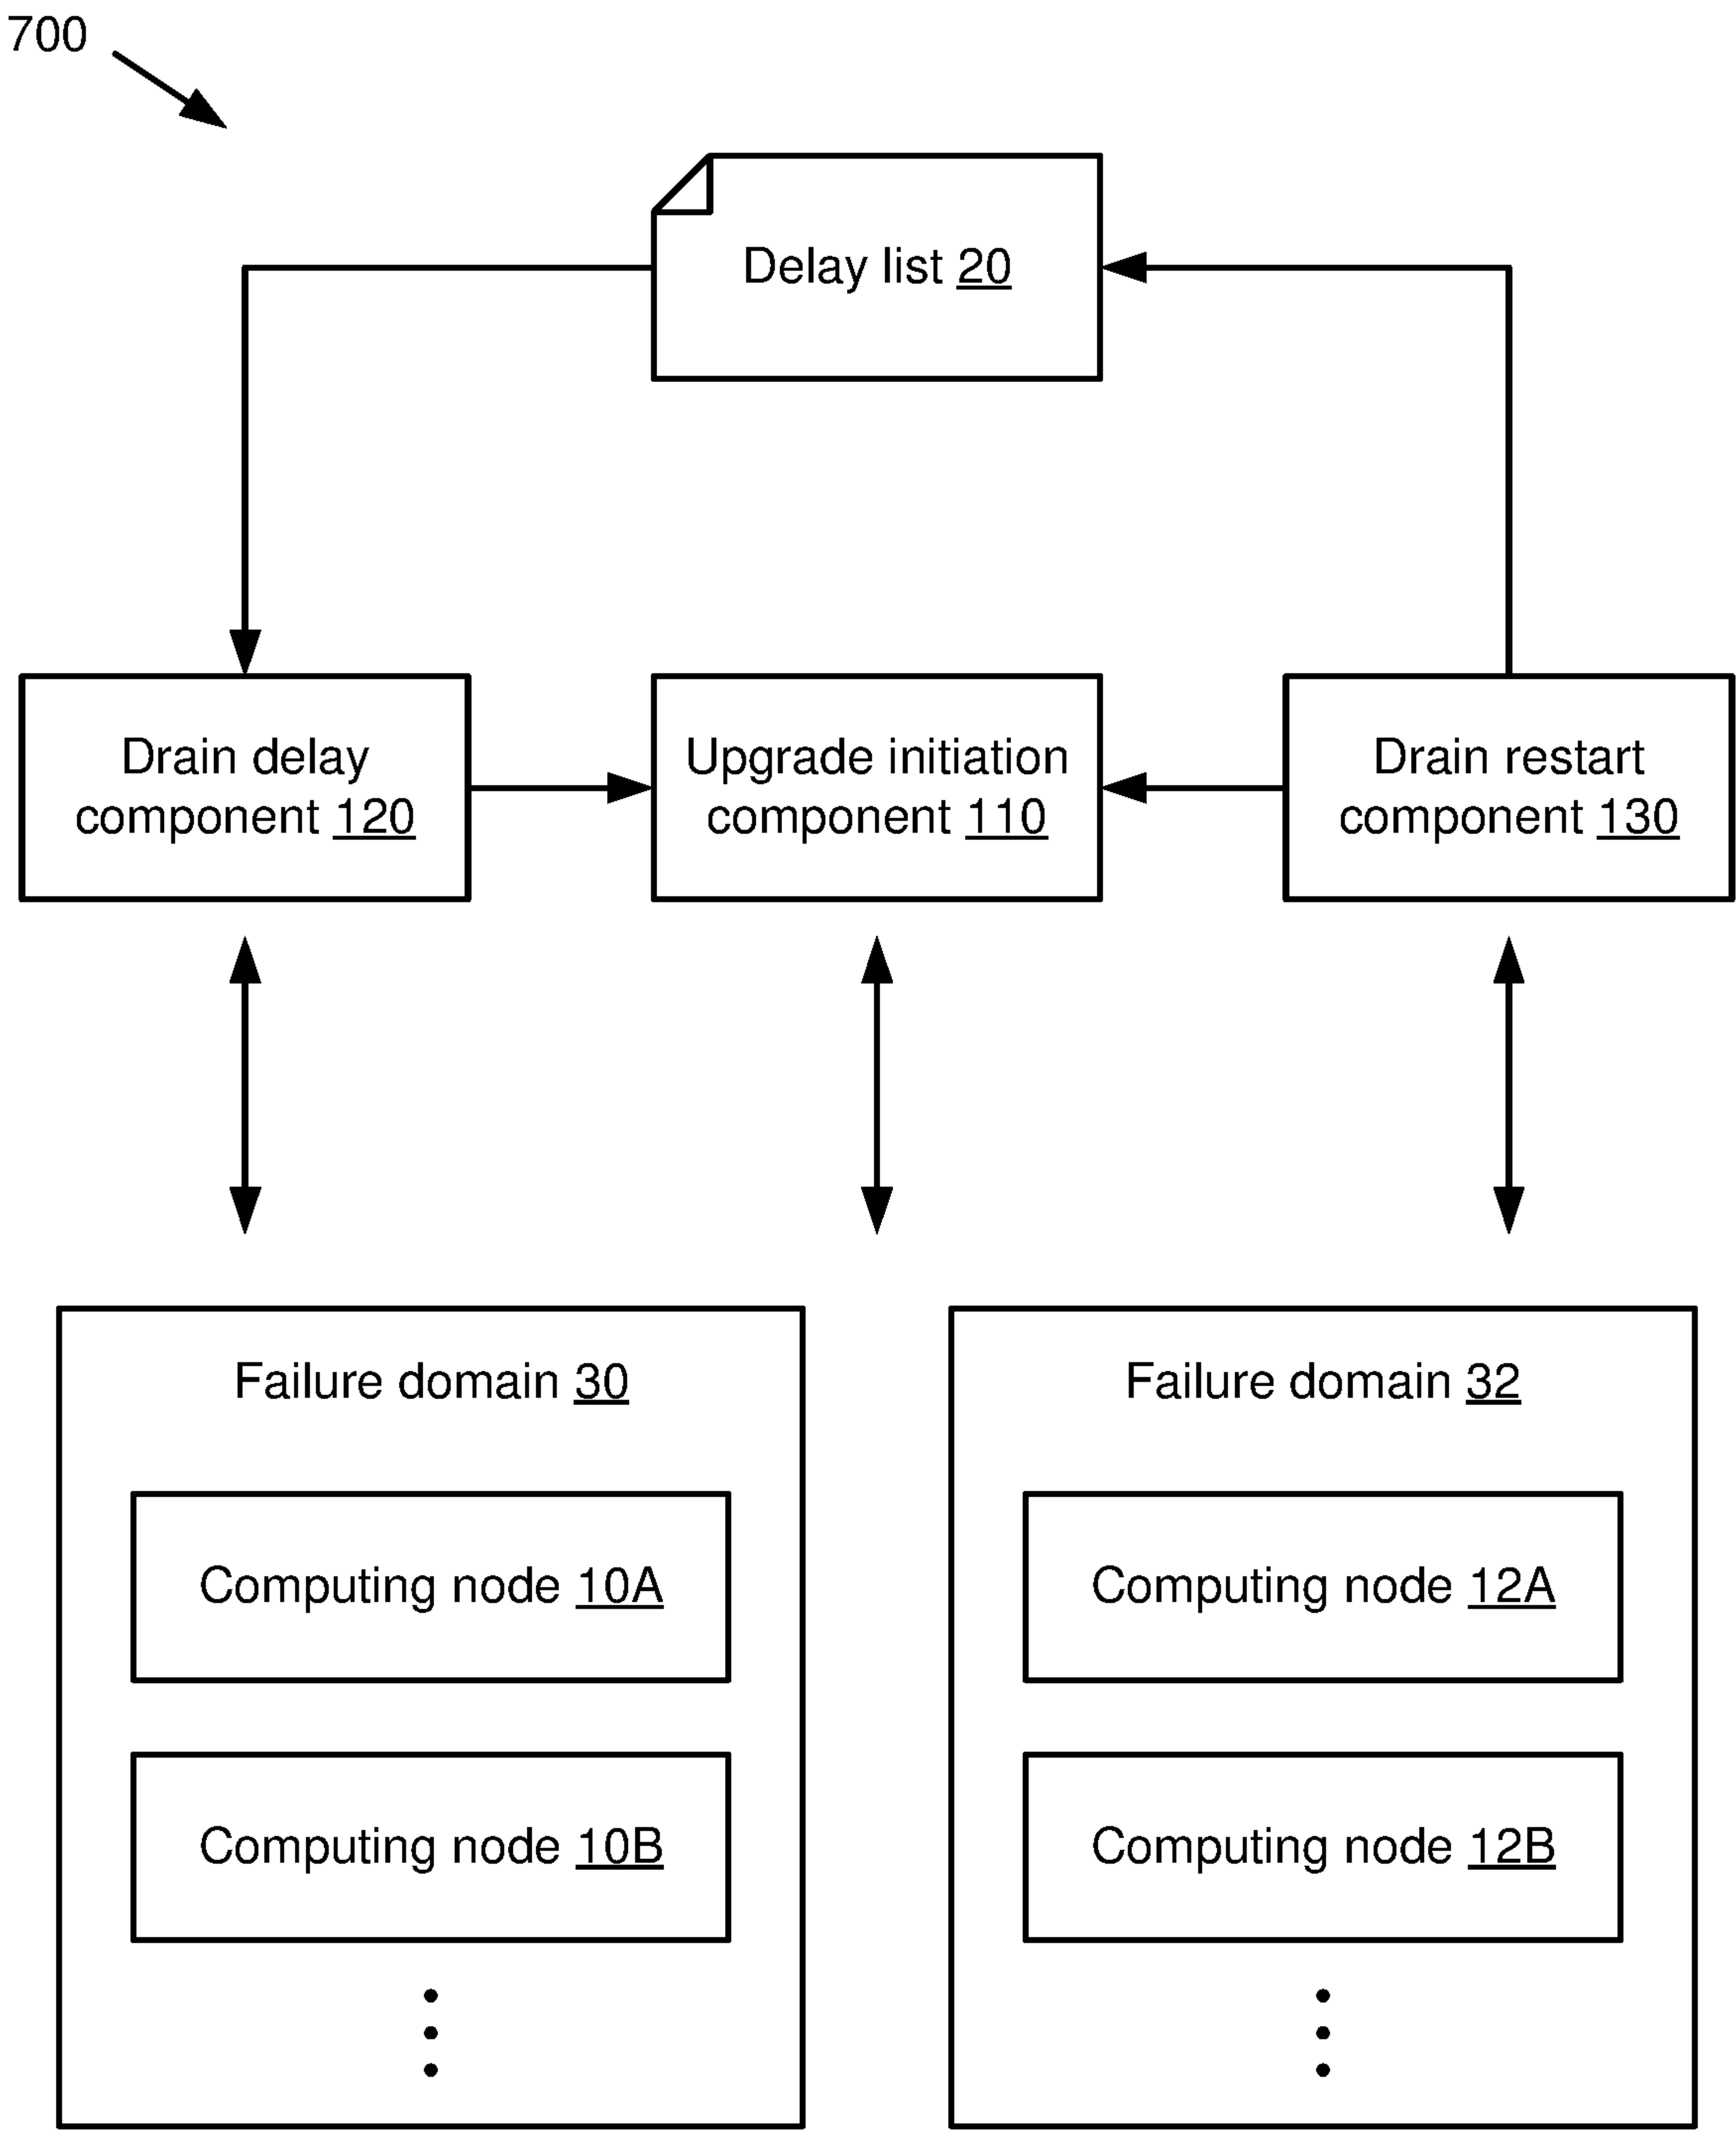 700
Delay list 20
Drain delay
component 120
Upgrade initiation
component 110
Drain restart
component 130
Failure domain 30
Computing node 10A
Computing node 10B
Failure domain 32
Computing node 12A
Computing node 12B